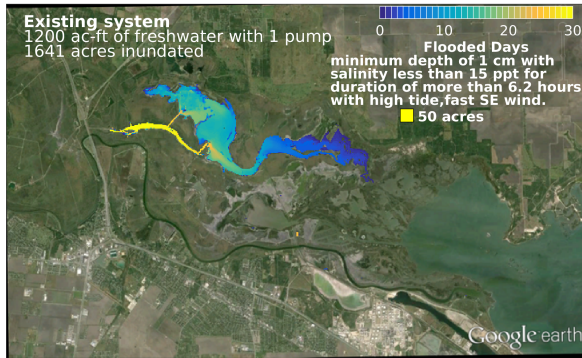 Existing system
1200 ac-ft of freshwater with 1 pump
1641 acres inundated
0 10 20 30
Flooded Days
minimum depth of 1 cm with
salinity less than 15 ppt for
duration of more than 6.2 hours
with high tide,fast SE wind.
50 acres
Google earth